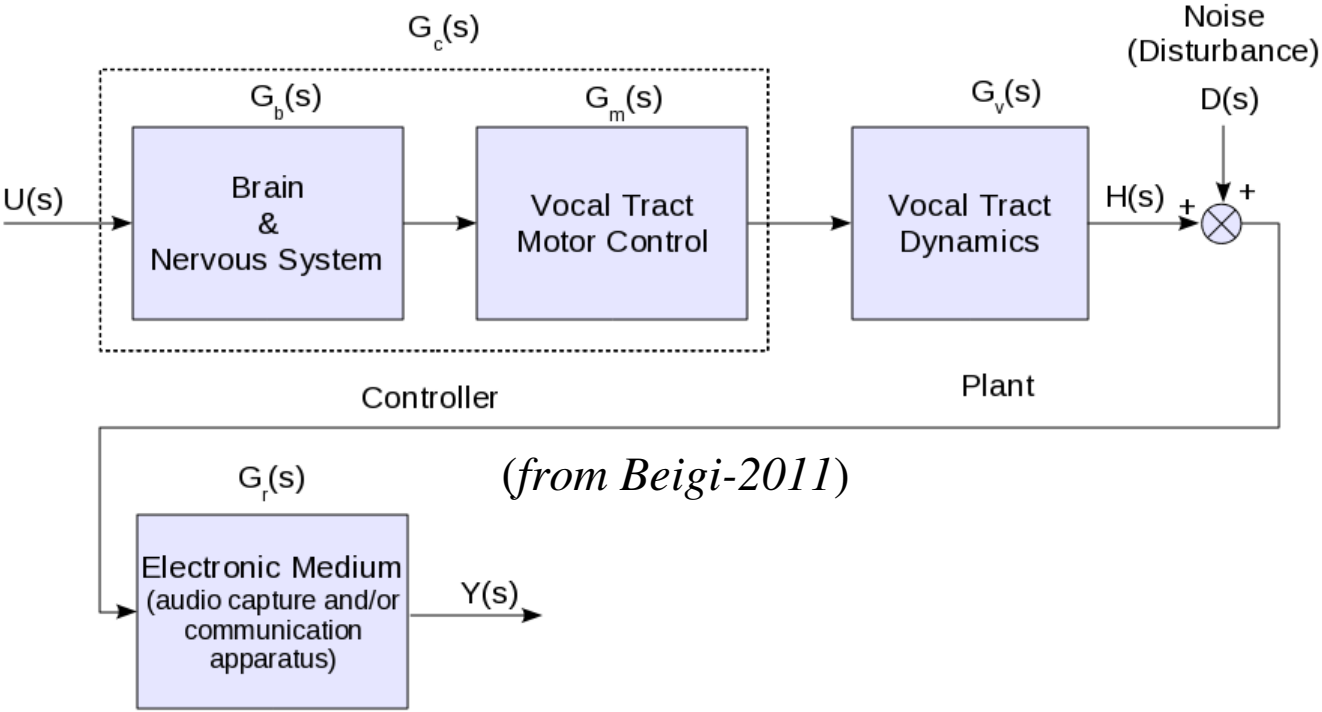 G_c(s)
Noise
(Disturbance)
G_b(s)
G_m(s)
G_v(s)
D(s)
U(s)
Brain
&
Nervous System
Vocal Tract
Motor Control
Vocal Tract
Dynamics
H(s)
+
+
Controller
Plant
(from Beigi-2011)
G_r(s)
Electronic Medium
(audio capture and/or
communication
apparatus)
Y(s)